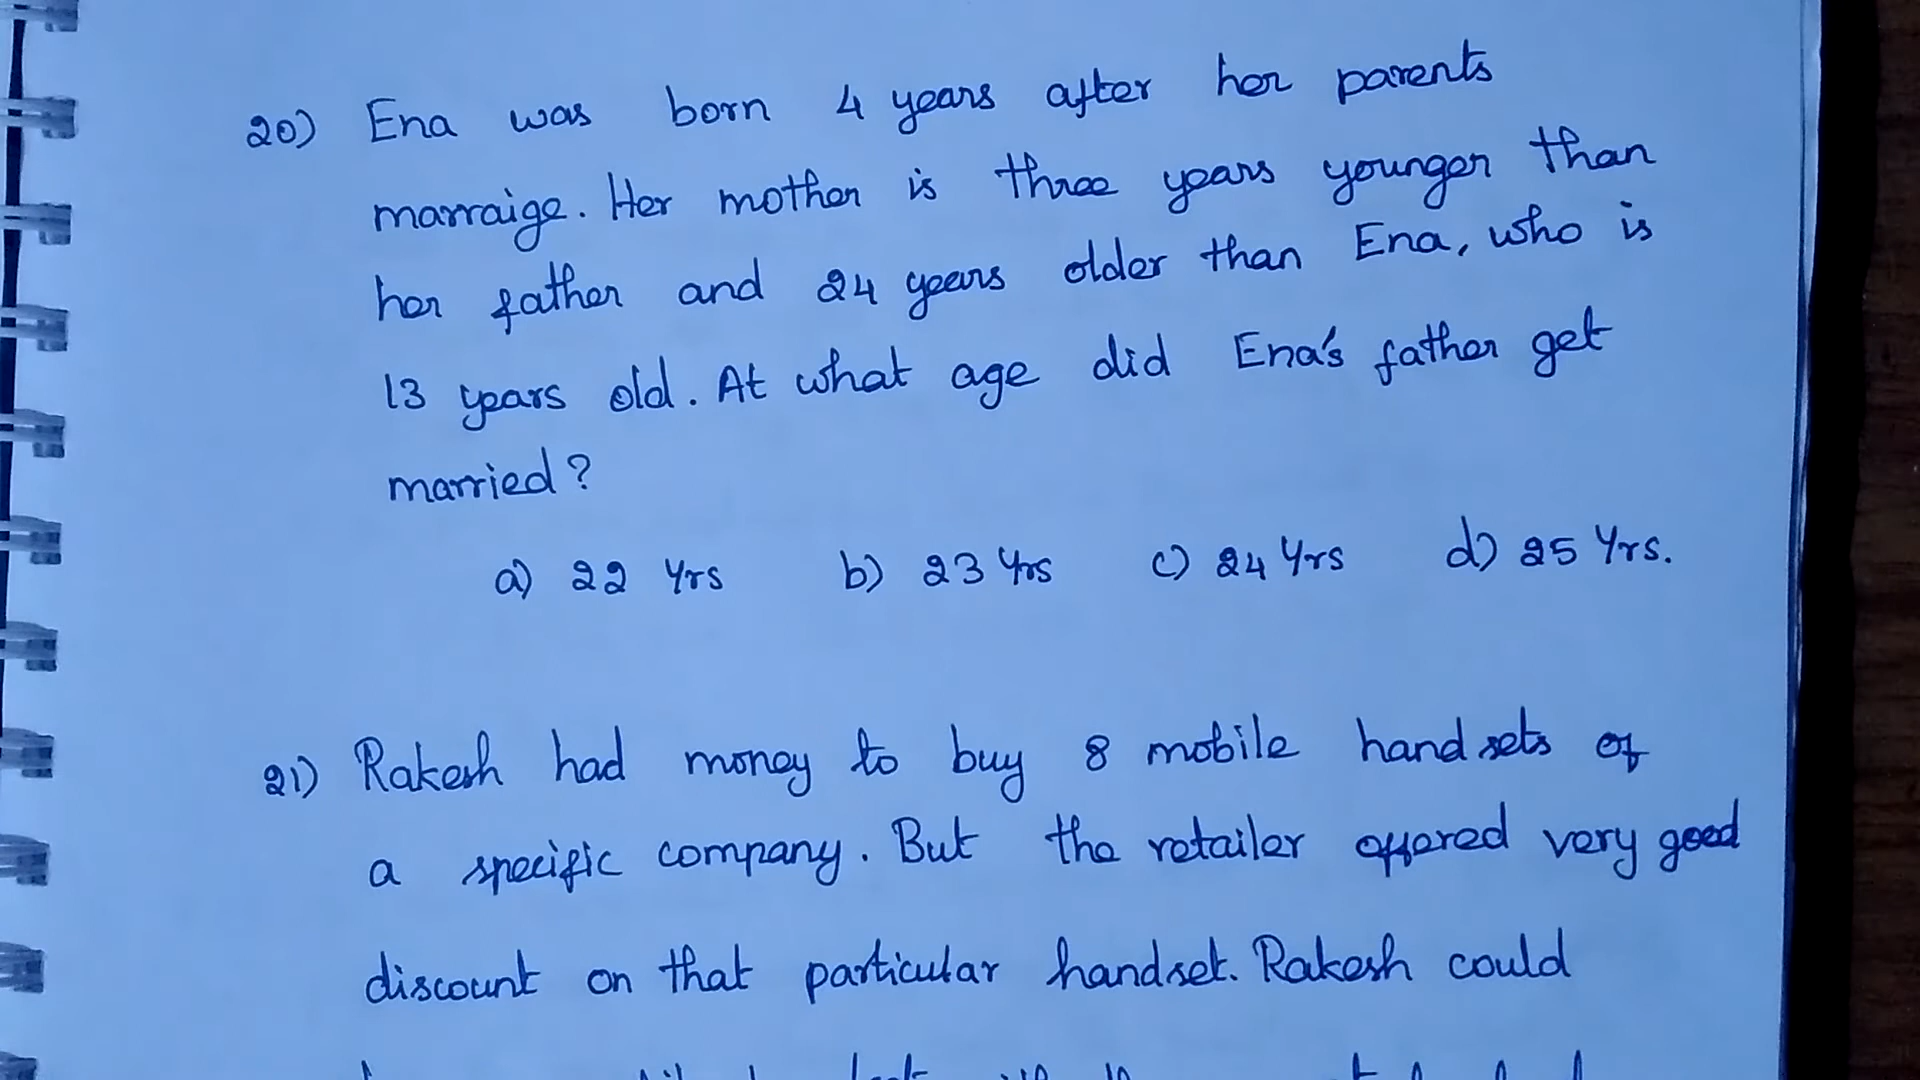 20) Ena was born 4 years after her parents
marraige. Her mother is three years younger than
her father and 24 years older than Ena, who is
13 years old. At what age did Ena's father get
married?
a) 22 Yrs b) 23 Yrs c) 24 Yrs d) 25 Yrs.
21) Rakesh had money to buy 8 mobile handsets of
a specific company. But the retailer offered very good
discount on that particular handset. Rakesh could